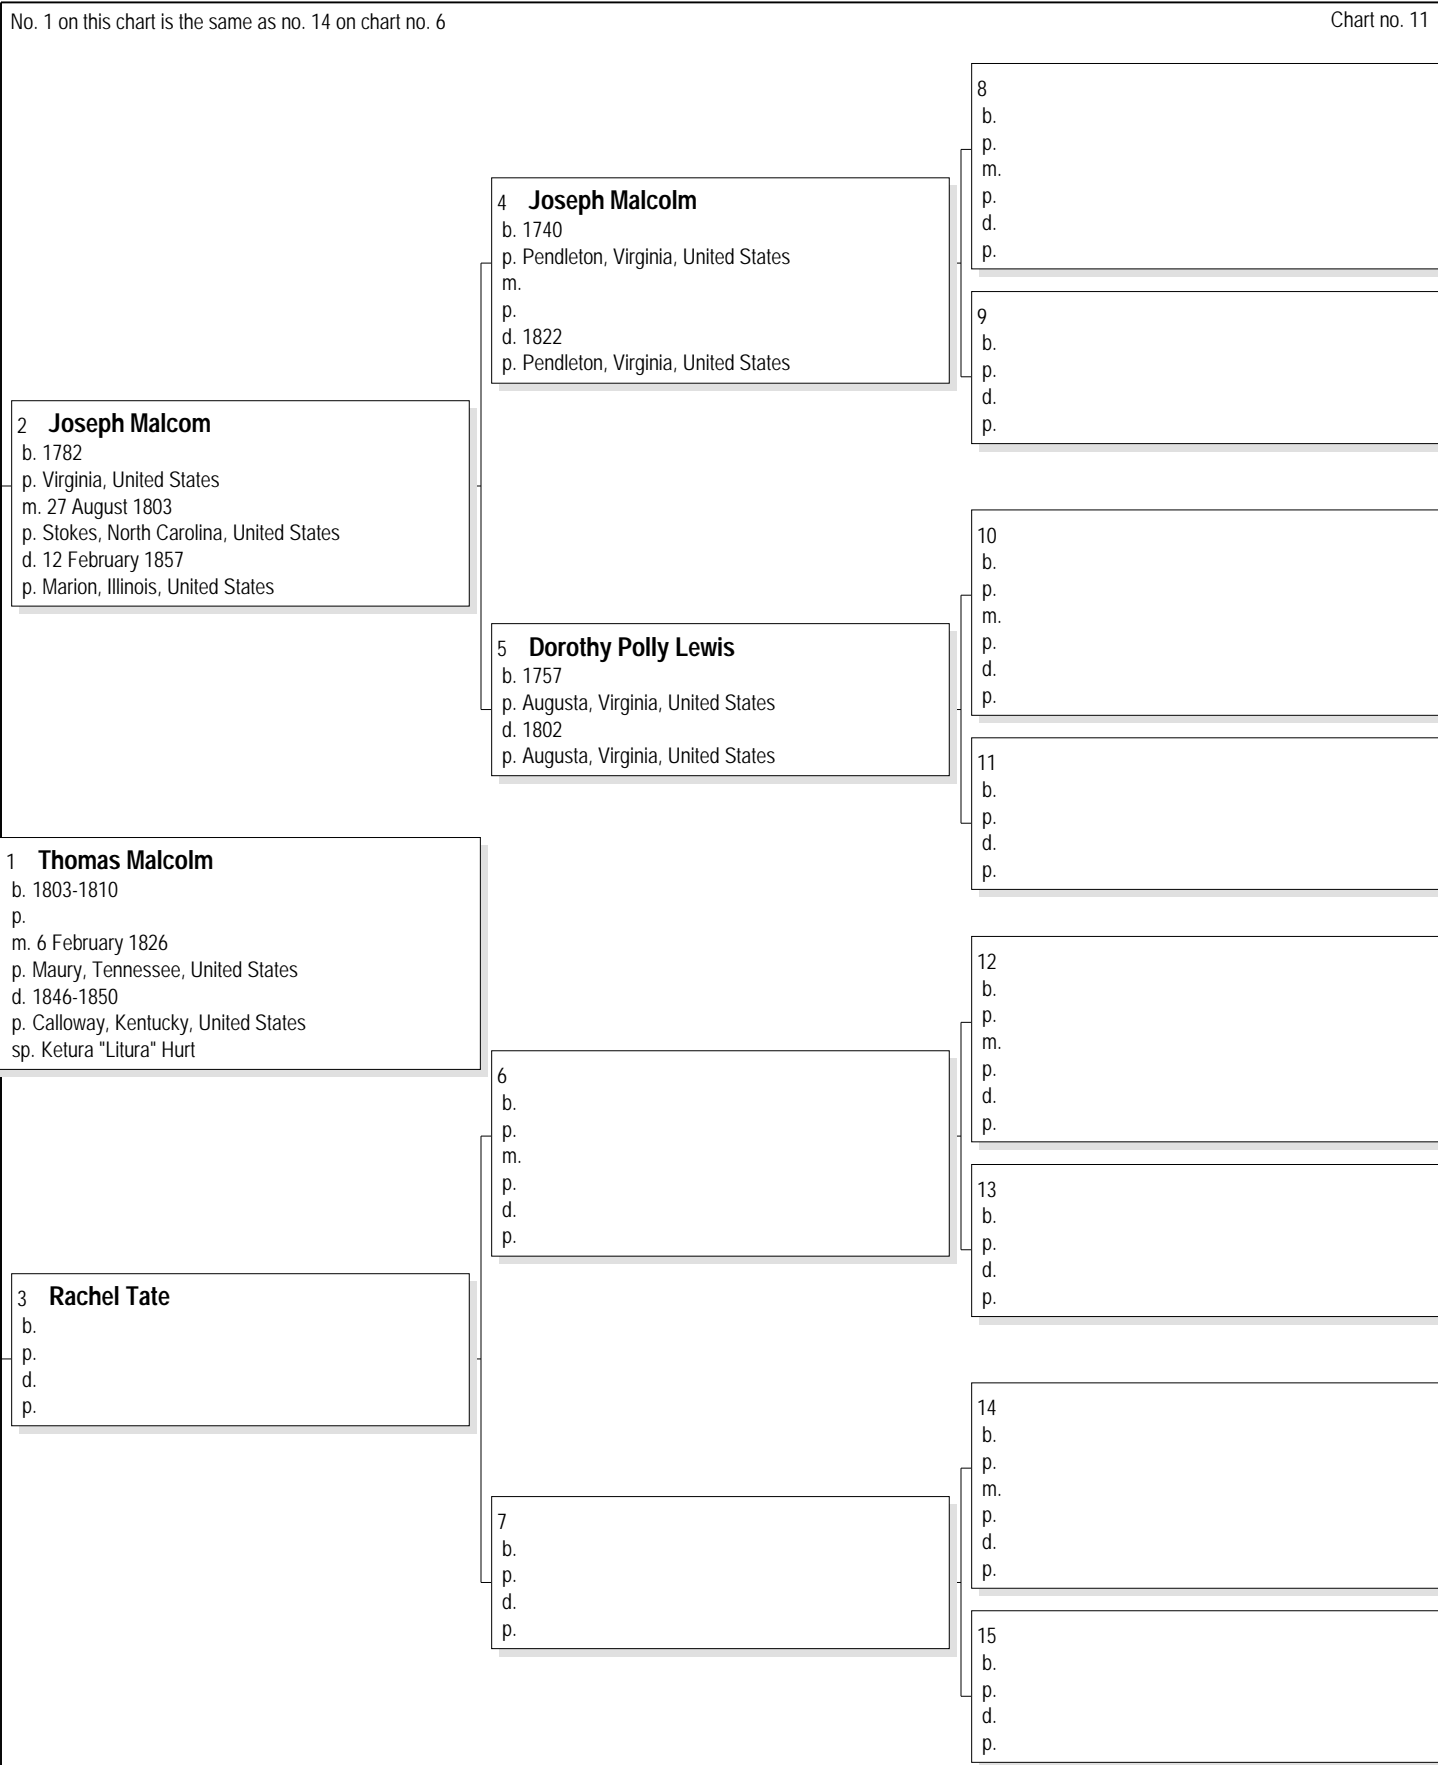 No. 1 on this chart is the same as no. 14 on chart no. 6
Chart no. 11
8
b.
p.
m.
p.
d.
p.
4 Joseph Malcolm
b. 1740
p. Pendleton, Virginia, United States
m.
p.
d. 1822
p. Pendleton, Virginia, United States
9
b.
p.
d.
p.
2 Joseph Malcom
b. 1782
p. Virginia, United States
m. 27 August 1803
p. Stokes, North Carolina, United States
d. 12 February 1857
p. Marion, Illinois, United States
10
b.
p.
m.
p.
d.
p.
5 Dorothy Polly Lewis
b. 1757
p. Augusta, Virginia, United States
d. 1802
p. Augusta, Virginia, United States
11
b.
p.
d.
p.
1 Thomas Malcolm
b. 1803-1810
p.
m. 6 February 1826
p. Maury, Tennessee, United States
d. 1846-1850
p. Calloway, Kentucky, United States
sp. Ketura "Litura" Hurt
12
b.
p.
m.
p.
d.
p.
6
b.
p.
m.
p.
d.
p.
13
b.
p.
d.
p.
3 Rachel Tate
b.
p.
d.
p.
14
b.
p.
m.
p.
d.
p.
7
b.
p.
d.
p.
15
b.
p.
d.
p.